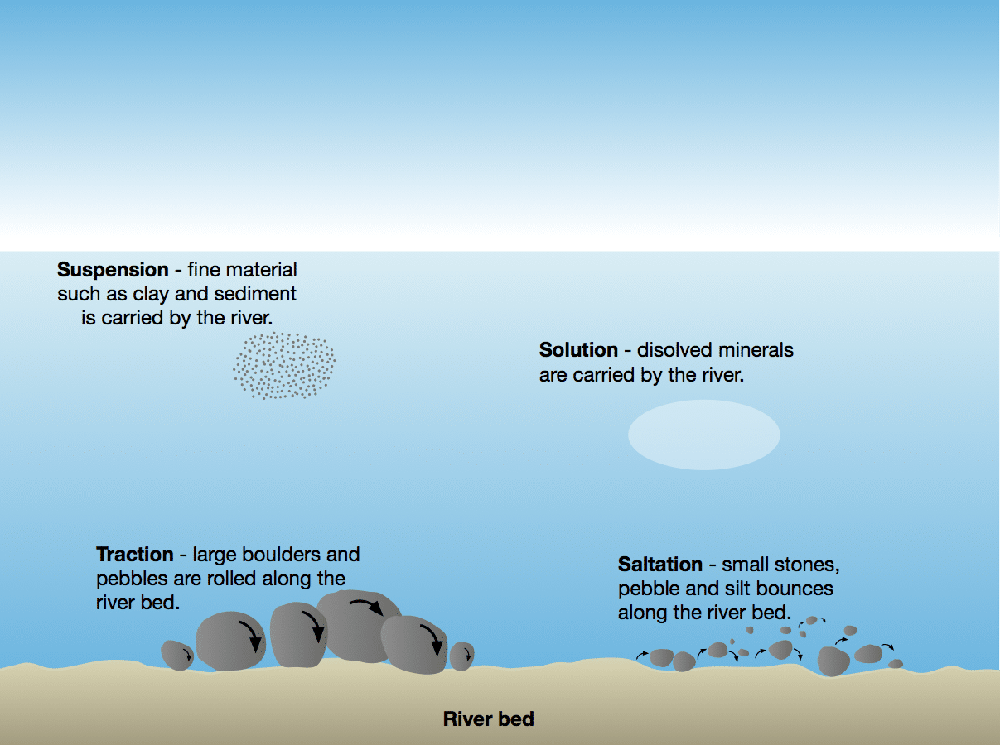 Suspension - fine material
such as clay and sediment
is carried by the river.
Solution - disolved minerals
are carried by the river.
Traction - large boulders and
pebbles are rolled along the
river bed.
Saltation - small stones,
pebble and silt bounces
along the river bed.
River bed